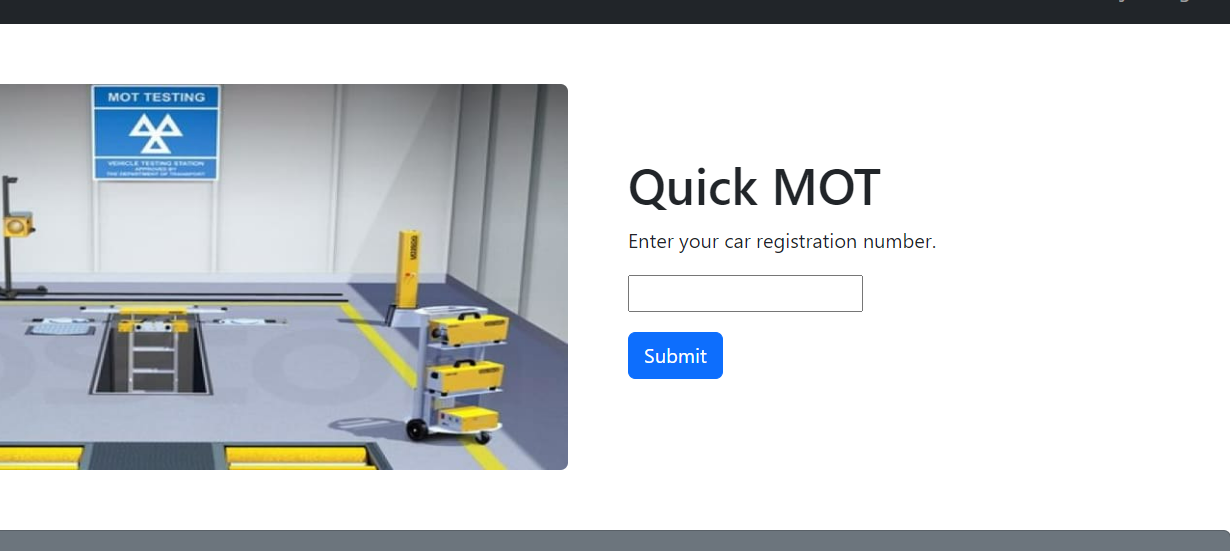 MOT TESTING
VEHICLE TESTING STATION
APPROVED BY
THE DEPARTMENT OF TRANSPORT
Quick MOT
Enter your car registration number.
Submit